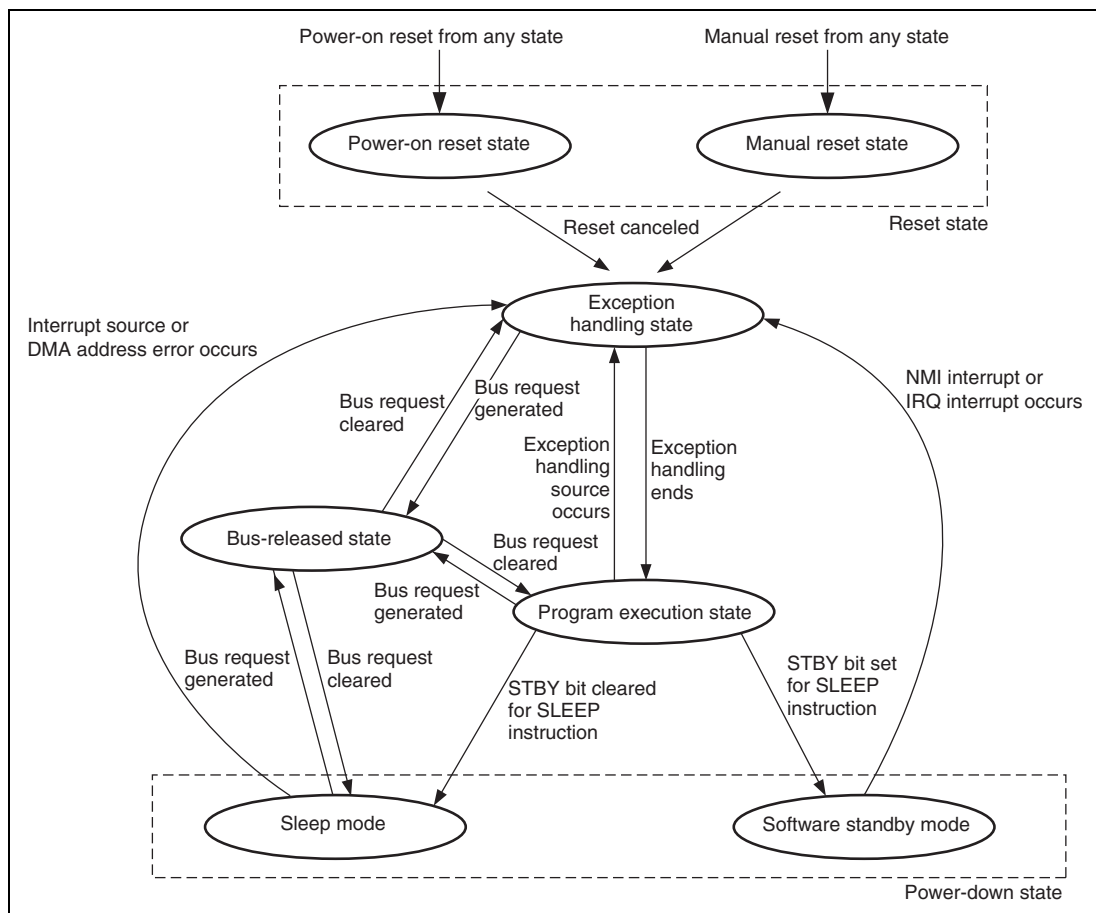 Power-on reset from any state
Manual reset from any state
Power-on reset state
Manual reset state
Reset canceled
Reset state
Exception
handling state
Interrupt source or
DMA address error occurs
NMI interrupt or
IRQ interrupt occurs
Bus request
cleared
Bus request
generated
Exception
handling
source
occurs
Exception
handling
ends
Bus-released state
Bus request
cleared
Bus request
generated
Program execution state
Bus request
generated
Bus request
cleared
STBY bit cleared
for SLEEP
instruction
STBY bit set
for SLEEP
instruction
Sleep mode
Software standby mode
Power-down state